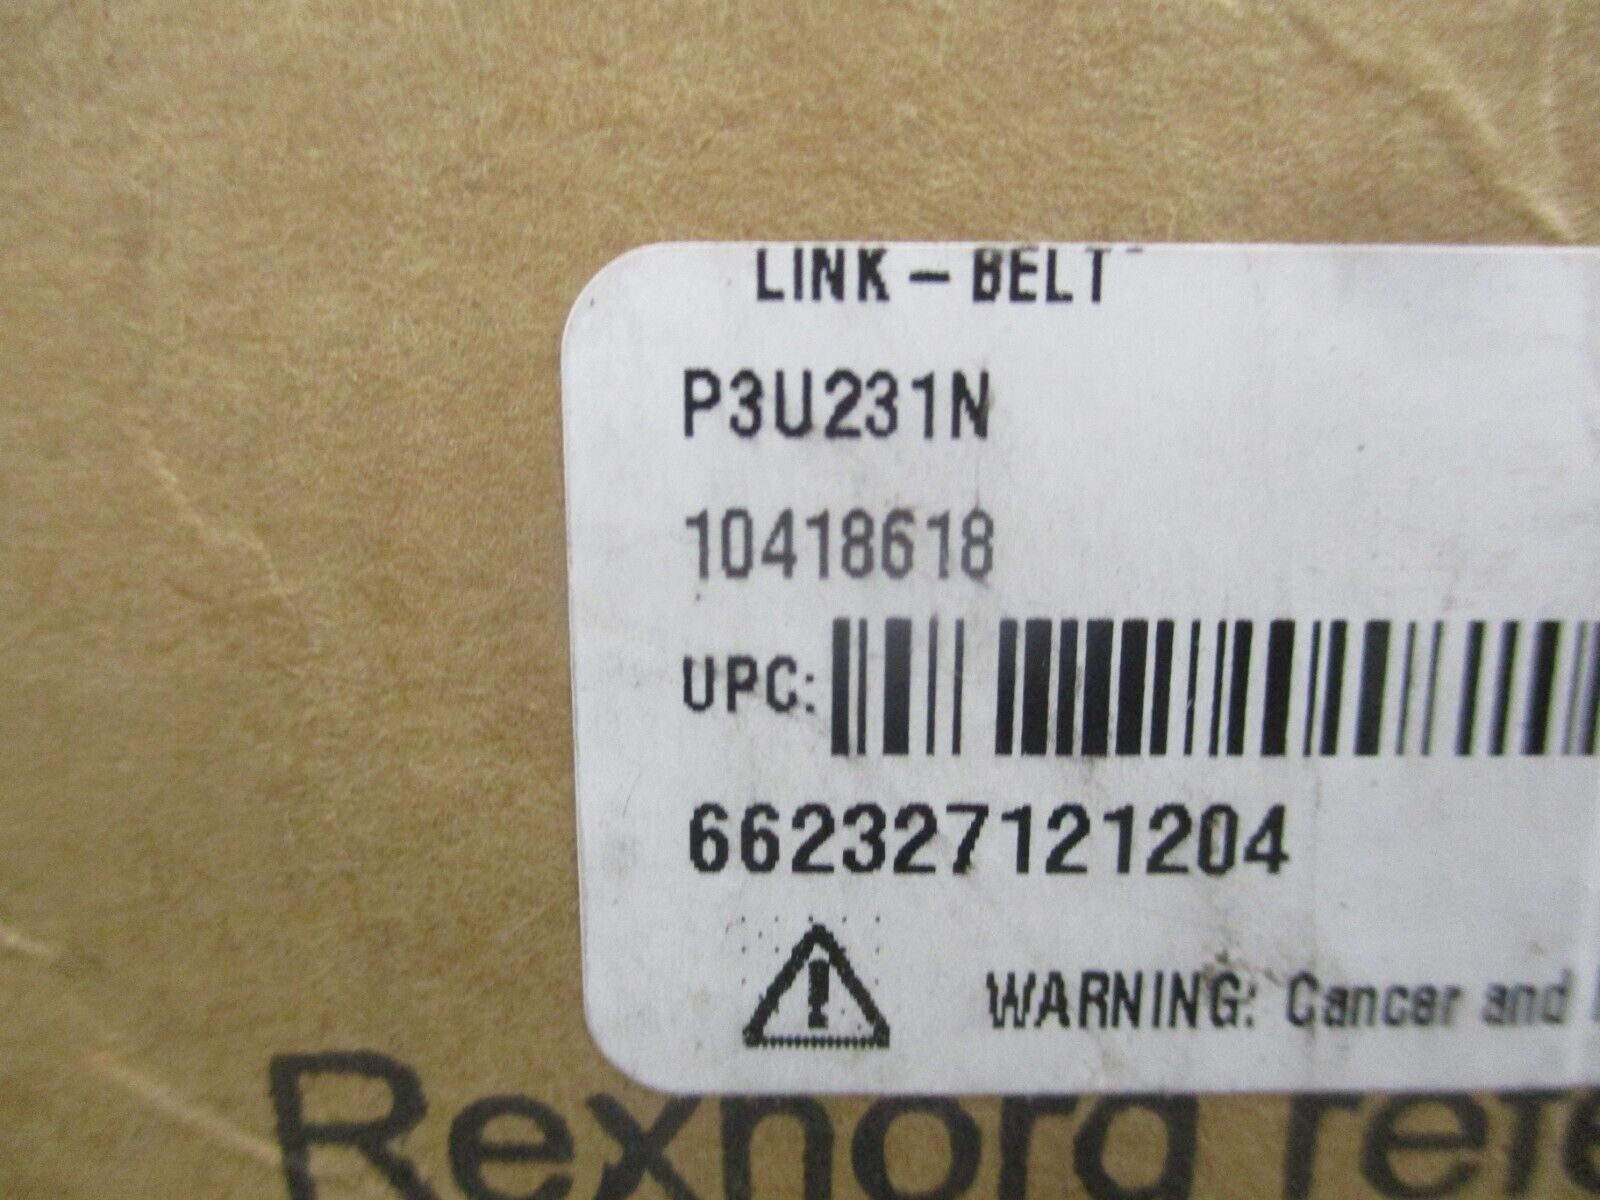 LINK-BELT
P3U231N
10418618
UPC:
662327121204
WARNING: Cancer and
Rexnord